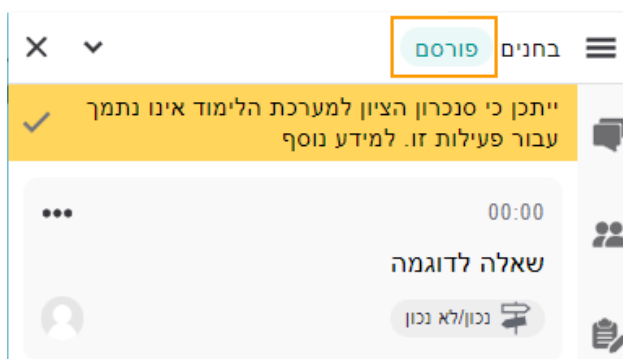 בחנים פורסם
ייתכן כי סנכרון הציון למערכת הלימוד אינו נתמך
עבור פעילות זו. למידע נוסף
00:00
שאלה לדוגמה
נכון/לא נכון